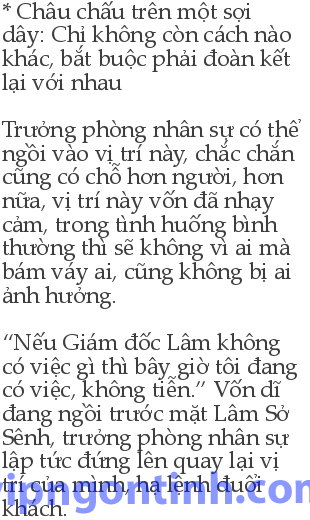 * Châu chấu trên một sợi
dây: Chỉ không còn cách nào
khác, bắt buộc phải đoàn kết
lại với nhau
Trưởng phòng nhân sự có thể
ngồi vào vị trí này, chắc chắn
cũng có chỗ hơn người, hơn
nữa, vị trí này vốn đã nhạy
cảm, trong tình huống bình
thường thì sẽ không vì ai mà
bám váy ai, cũng không bị ai
ảnh hưởng.
“Nếu Giám đốc Lâm không
có việc gì thì bây giờ tôi đang
có việc, không tiễn.” Vốn dĩ
đang ngồi trước mặt Lâm Sở
Sênh, trưởng phòng nhân sự
lập tức đứng lên quay lại vị
trí của mình, hạ lệnh đuổi
khách.